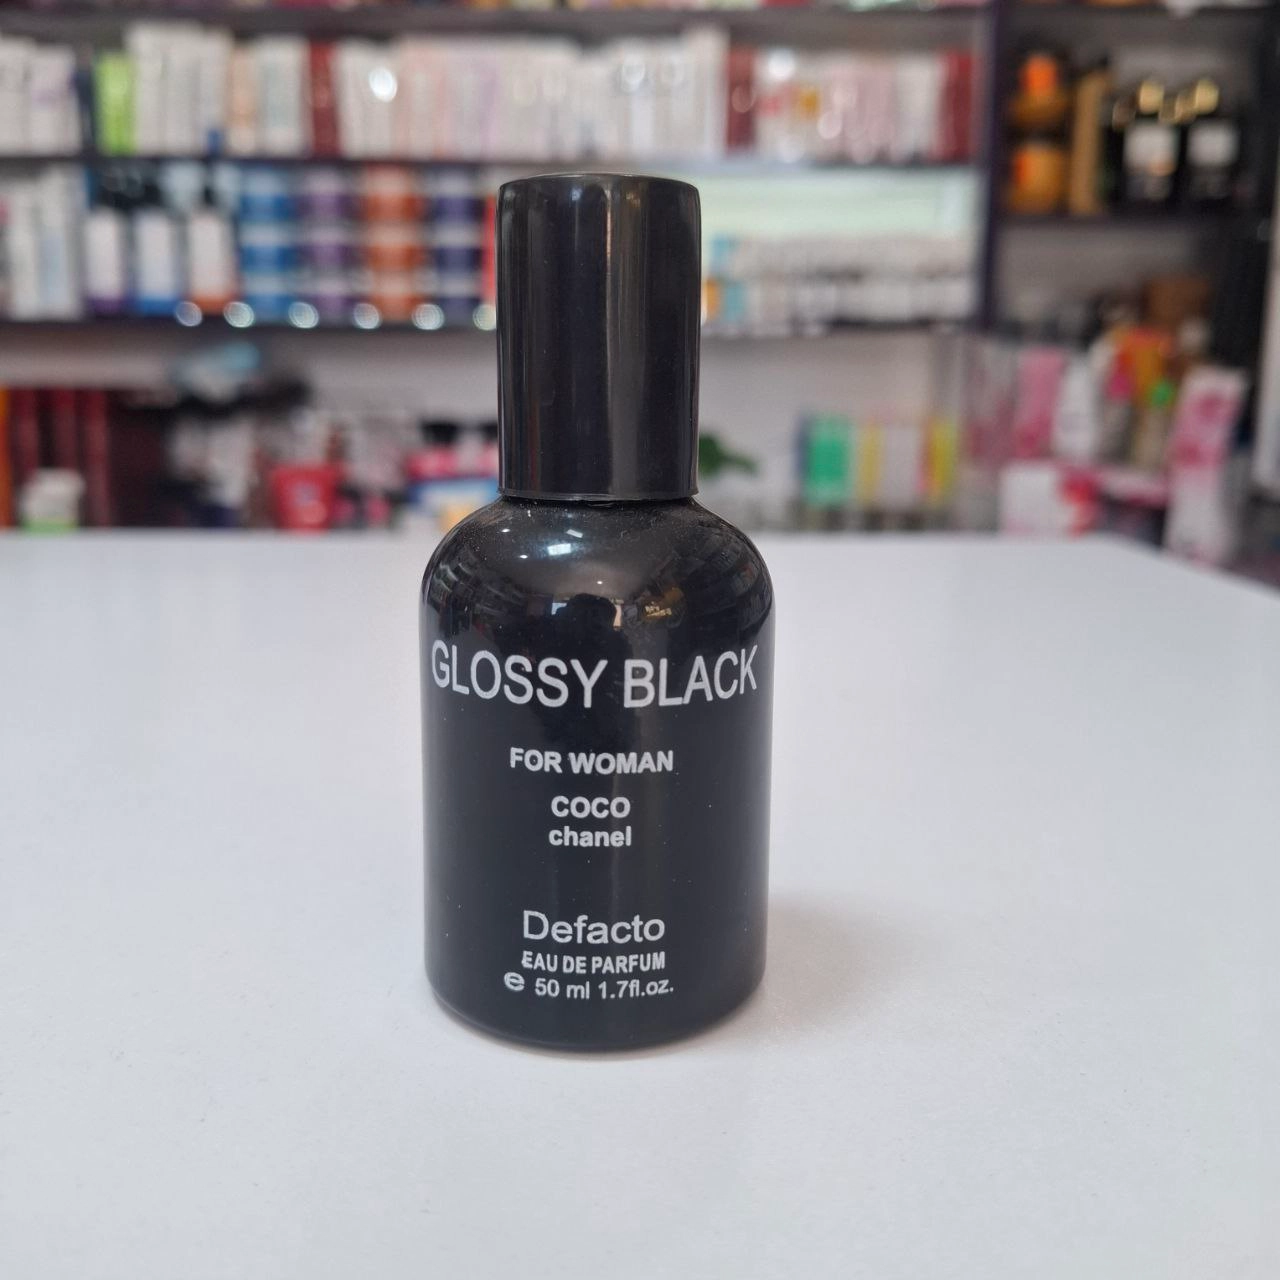 GLOSSY BLACK
FOR WOMAN
COCO
chanel
Defacto
EAU DE PARFUM
℮ 50 ml 1.7fl.oz.